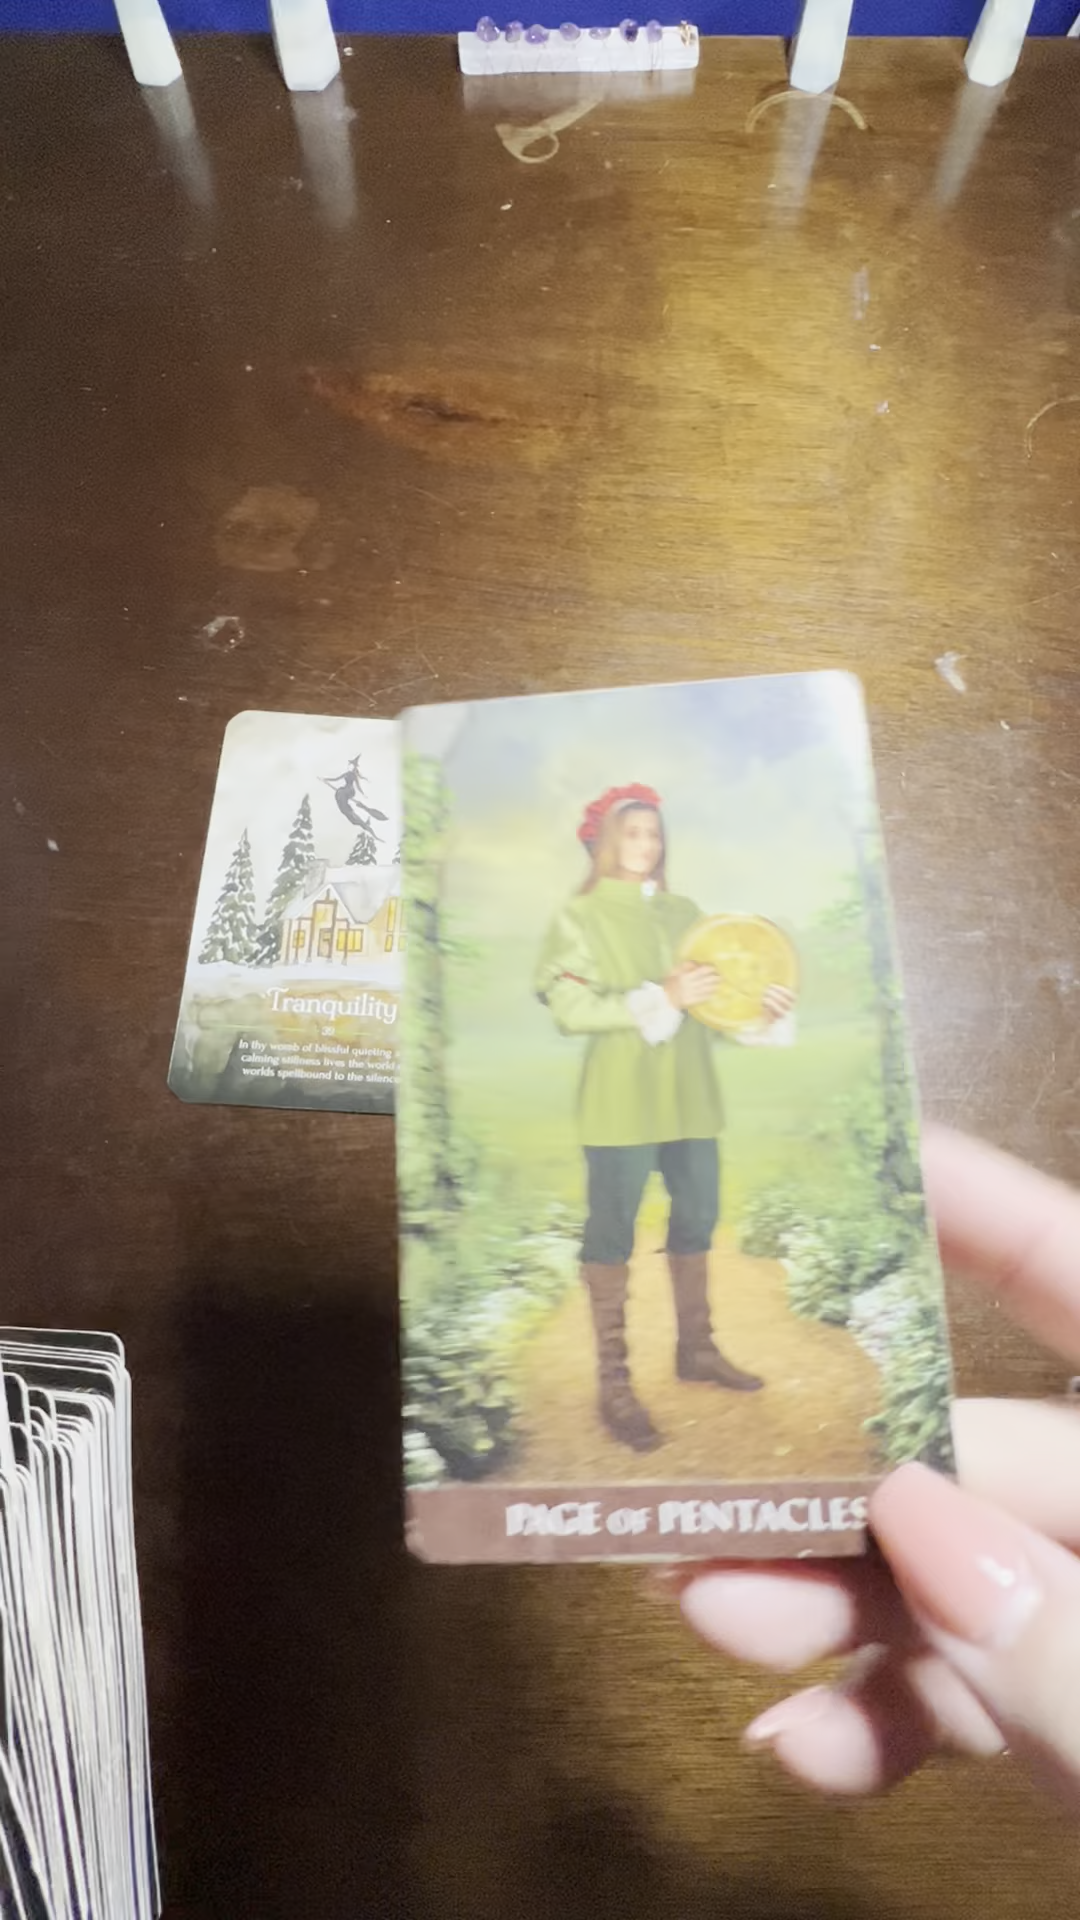 Tranquility
39
In thy womb of blissful quieting
calming stillness lives the world
worlds spellbound to the silence
PAGE OF PENTACLES